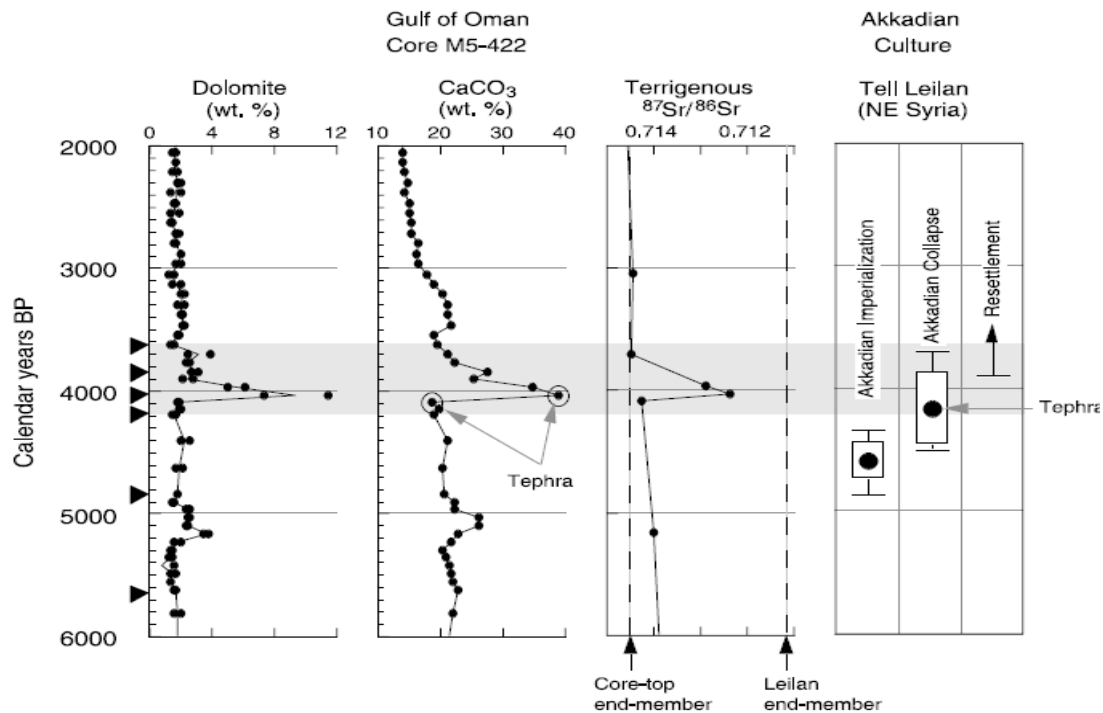 Gulf of Oman
Core M5-422
Akkadian
Culture
Dolomite
(wt. %)
CaCO3
(wt. %)
Terrigenous
87Sr/86Sr
Tell Leilan
(NE Syria)
0 4 8 12
10 20 30 40
0.714 0.712
2000
3000
4000
5000
6000
Calendar years BP
Tephra
Akkadian Imperialization
Akkadian Collapse
Resettlement
Tephra
Core-top
end-member
Leilan
end-member